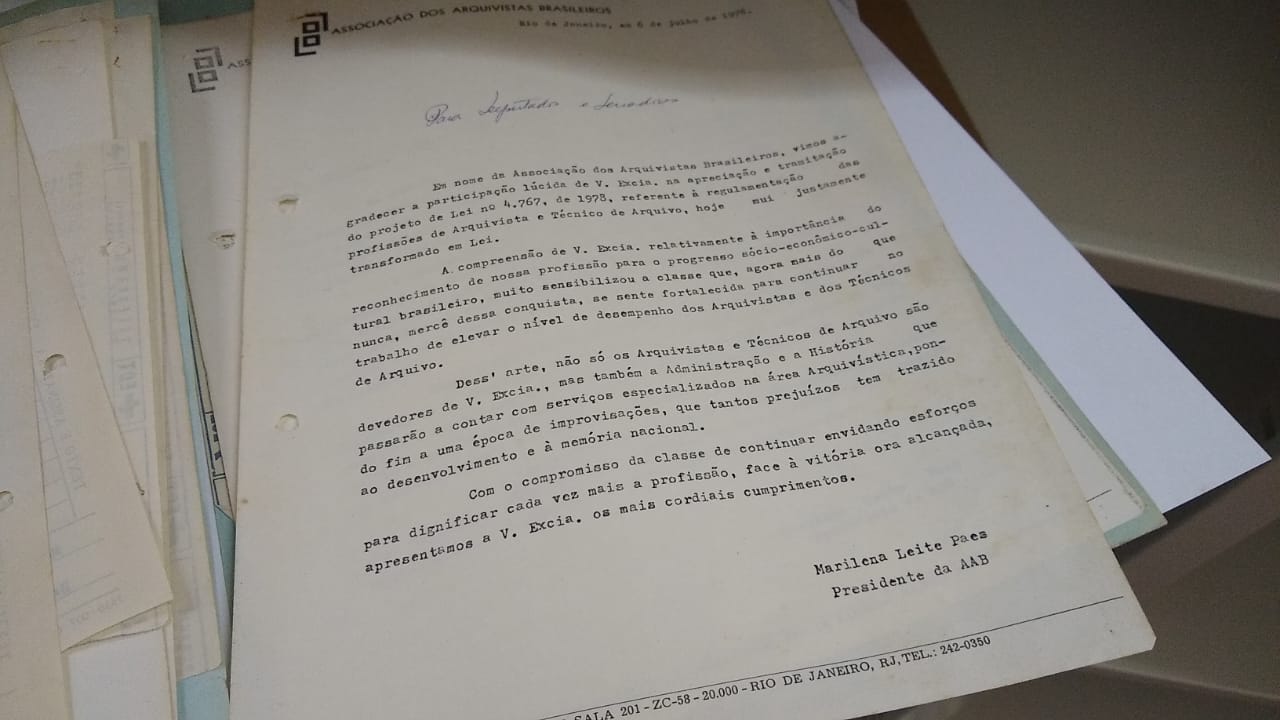 ASSOCIAÇÃO DOS ARQUIVISTAS BRASILEIROS
Rio de Janeiro, em 6 de julho de 1978.
ASS
Para Deputados e Senadores
Em nome da Associação dos Arquivistas Brasileiros, vimos a-
gradecer a participação lúcida de V. Excia. na apreciação e tramitação
do projeto de Lei nº 4.767, de 1978, referente à regulamentação das
profissões de Arquivista e Técnico de Arquivo, hoje mui justamente
transformado em Lei.
A compreensão de V. Excia. relativamente à importância do
reconhecimento de nossa profissão para o progresso sócio-econômico-cul-
tural brasileiro, muito sensibilizou a classe que, agora mais do que
nunca, mercê dessa conquista, se sente fortalecida para continuar no
trabalho de elevar o nível de desempenho dos Arquivistas e dos Técnicos
de Arquivo.
Dess' arte, não só os Arquivistas e Técnicos de Arquivo são
devedores de V. Excia., mas também a Administração e a História que
passarão a contar com serviços especializados na área Arquivística,pon-
do fim a uma época de improvisações, que tantos prejuízos tem trazido
ao desenvolvimento e à memória nacional.
Com o compromisso da classe de continuar envidando esforços
para dignificar cada vez mais a profissão, face à vitória ora alcançada,
apresentamos a V. Excia. os mais cordiais cumprimentos.
Marilena Leite Paes
Presidente da AAB
SALA 201 - ZC-58 - 20.000 - RIO DE JANEIRO, RJ, TEL.: 242-0350